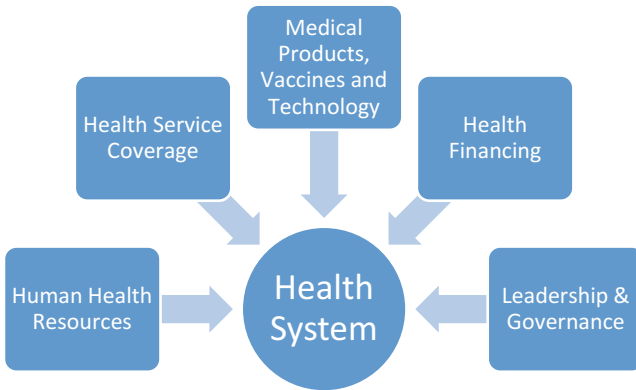 Medical
Products,
Vaccines and
Technology
Health Service
Coverage
Health
Financing
Human Health
Resources
Health
System
Leadership &
Governance